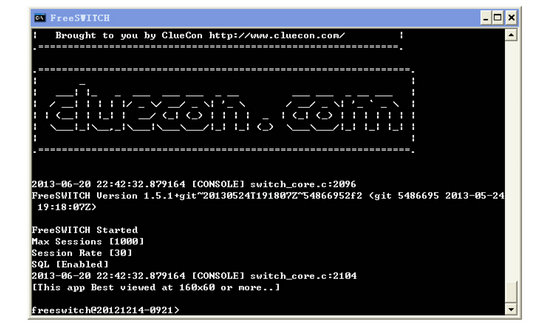 FreeSWITCH
Brought to you by ClueCon http://www.cluecon.com/
cluecon.com
2013-06-20 22:42:32.879164 [CONSOLE] switch_core.c:2096
FreeSWITCH Version 1.5.1+git~20130524T191807Z~54866952f2 (git 5486695 2013-05-24
19:18:07Z)
FreeSWITCH Started
Max Sessions [1000]
Session Rate [30]
SQL [Enabled]
2013-06-20 22:42:32.879164 [CONSOLE] switch_core.c:2104
[This app Best viewed at 160x60 or more..]
freeswitch@20121214-0921>